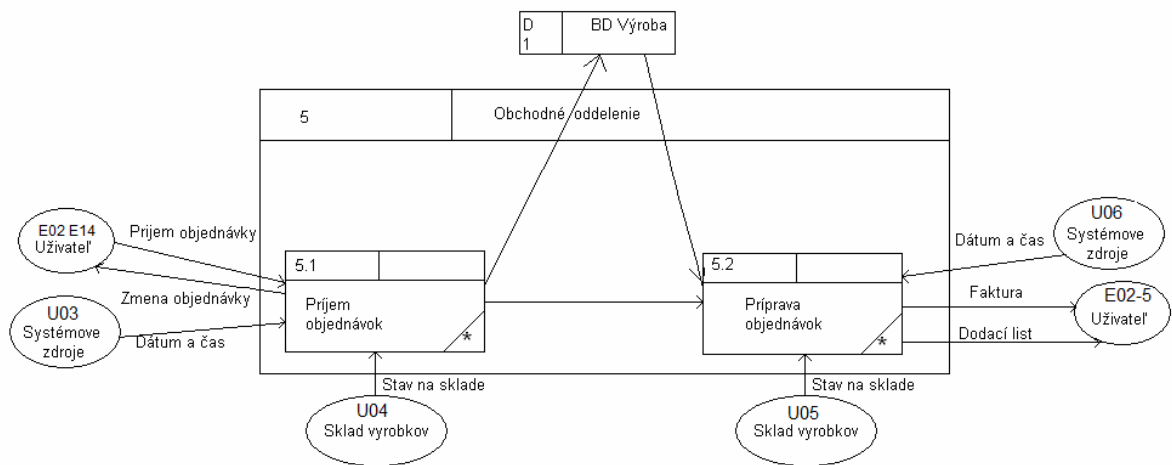 D
1
BD Výroba
5
Obchodné oddelenie
E02 E14
Uživateľ
Prijem objednávky
Zmena objednávky
U03
Systémove
zdroje
Dátum a čas
5.1
Príjem
objednávok
*
5.2
Príprava
objednávok
*
U06
Systémove
zdroje
Dátum a čas
Faktura
E02-5
Uživateľ
Dodací list
Stav na sklade
U04
Sklad vyrobkov
Stav na sklade
U05
Sklad vyrobkov